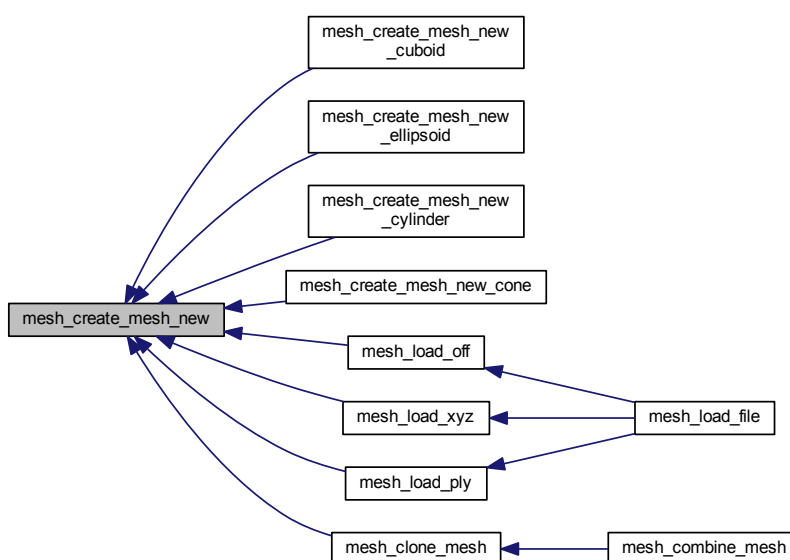 mesh_create_mesh_new
_cuboid
mesh_create_mesh_new
_ellipsoid
mesh_create_mesh_new
_cylinder
mesh_create_mesh_new_cone
mesh_create_mesh_new
mesh_load_off
mesh_load_xyz
mesh_load_file
mesh_load_ply
mesh_clone_mesh
mesh_combine_mesh